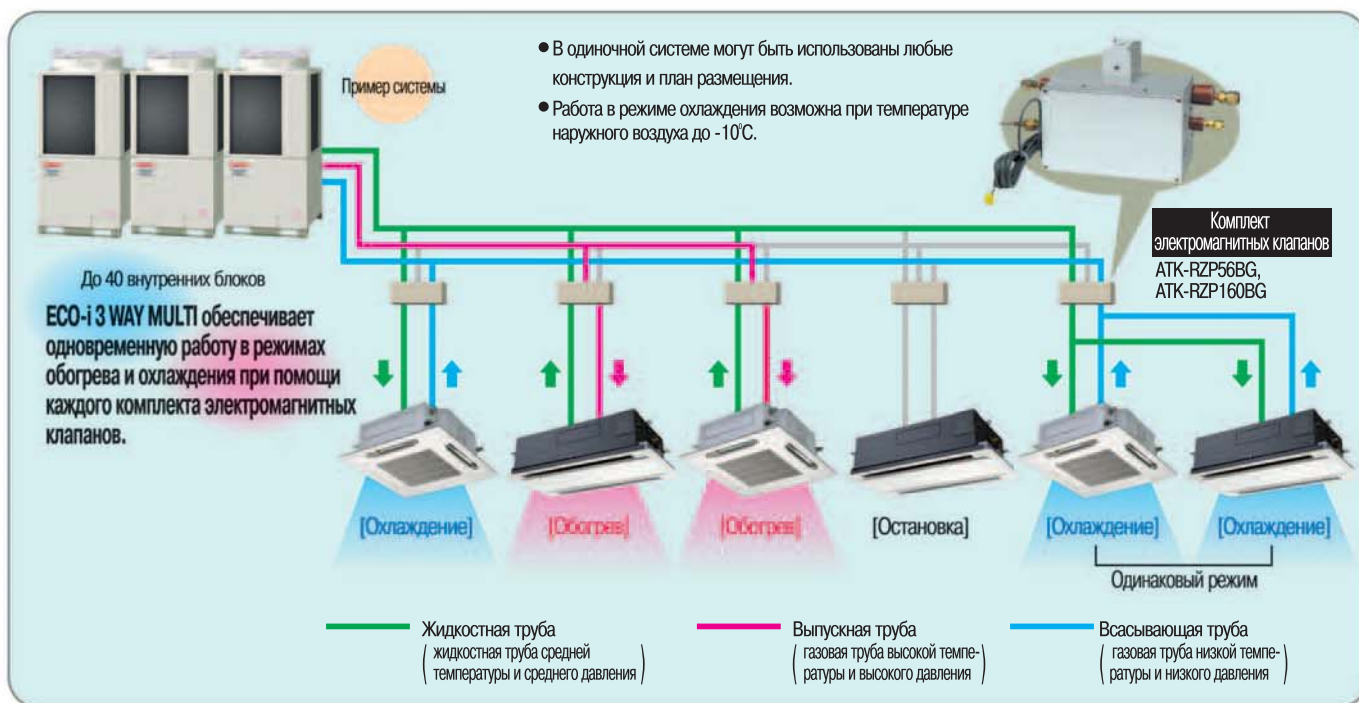 Пример системы
● В одиночной системе могут быть использованы любые
конструкция и план размещения.
● Работа в режиме охлаждения возможна при температуре
наружного воздуха до -10°C.
Комплект
электромагнитных клапанов
ATK-RZP56BG,
ATK-RZP160BG
До 40 внутренних блоков
ECO-i 3 WAY MULTI обеспечивает
одновременную работу в режимах
обогрева и охлаждения при помощи
каждого комплекта электромагнитных
клапанов.
[Охлаждение]
[Обогрев]
[Обогрев]
[Остановка]
[Охлаждение]
[Охлаждение]
Одинаковый режим
Жидкостная труба
( жидкостная труба средней
температуры и среднего давления )
Выпускная труба
( газовая труба высокой темпе-
ратуры и высокого давления )
Всасывающая труба
( газовая труба низкой темпе-
ратуры и низкого давления )